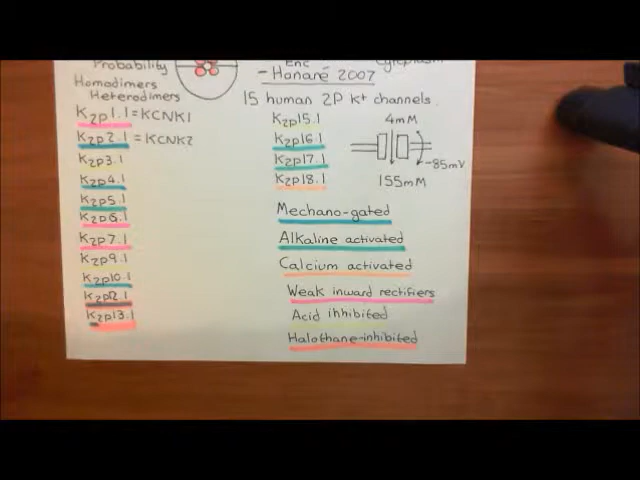 Probability
Homodimers
Heterodimers
K2p1.1 = KCNK1
K2p2.1 = KCNK2
K2p3.1
K2p4.1
K2p5.1
K2p6.1
K2p7.1
K2p9.1
K2p10.1
K2p12.1
K2p13.1
Enc Cytoplasm
- Honaré 2007
15 human 2P K+ channels.
K2p15.1
K2p16.1
K2p17.1
K2p18.1
4mM
-85mV
155mM
Mechano-gated
Alkaline activated
Calcium activated
Weak inward rectifiers
Acid inhibited
Halothane-inhibited